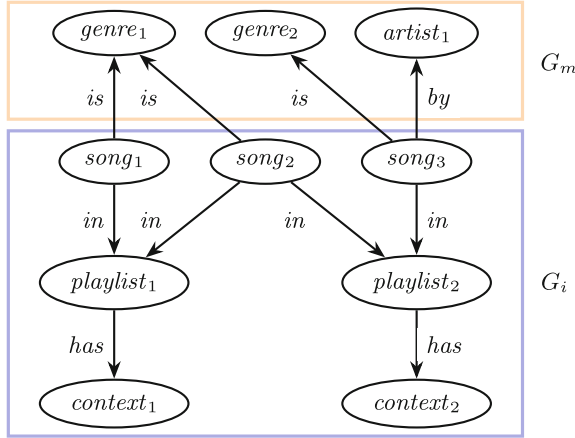 genre₁ genre₂ artist₁
Gₘ
is is is by
song₁ song₂ song₃
in in in in
playlist₁ playlist₂
Gᵢ
has has
context₁ context₂